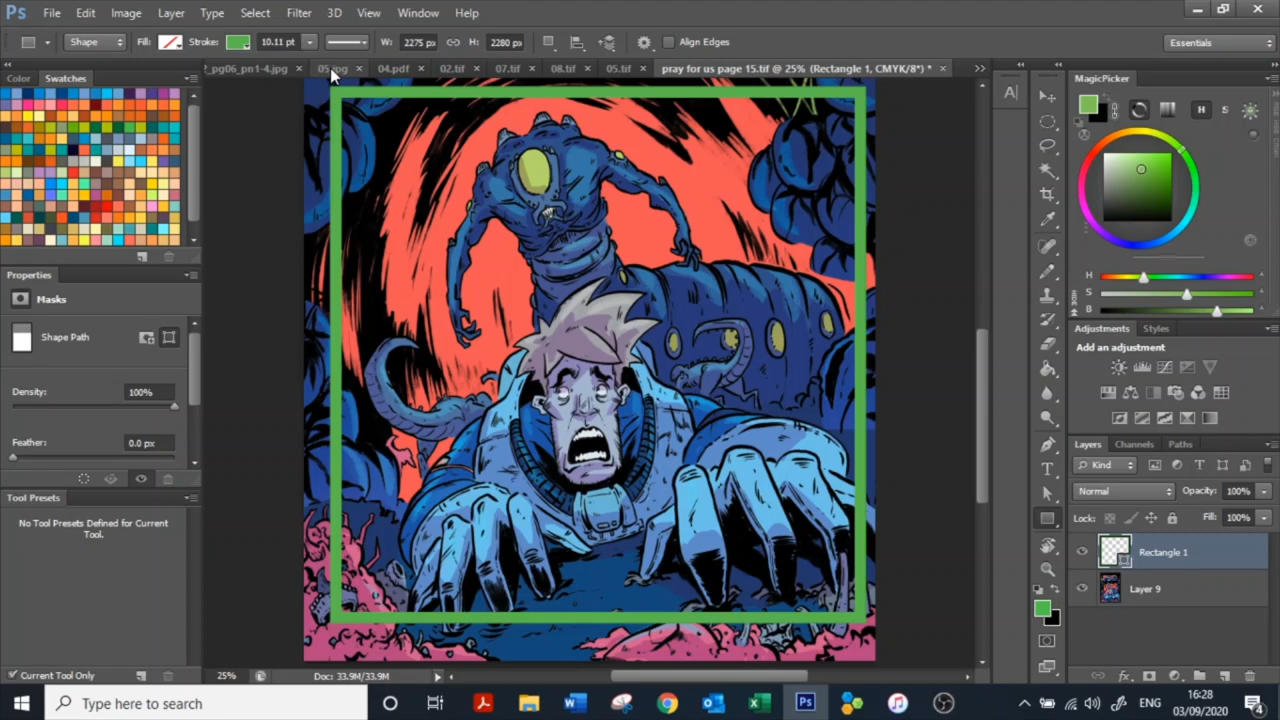 Ps File Edit Image Layer Type Select Filter 3D View Window Help
Shape Fill: Stroke: 10.11 pt W: 2275 px H: 2280 px Align Edges Essentials
_pg06_pn1-4.jpg × 05.jpg × 04.pdf × 02.tif × 07.tif × 08.tif × 05.tif × pray for us page 15.tif @ 25% (Rectangle 1, CMYK/8*) * ×
Color Swatches
MagicPicker
H S
Properties
Masks
Shape Path
Density: 100%
Feather: 0.0 px
H
S
B
HIDE
Adjustments Styles
Add an adjustment
Layers Channels Paths
Kind
Normal Opacity: 100%
Lock: Fill: 100%
Rectangle 1
Layer 9
Tool Presets
No Tool Presets Defined for Current
Tool.
Current Tool Only
25% Doc: 33.9M/33.9M
Type here to search
ENG
16:28
03/09/2020
4